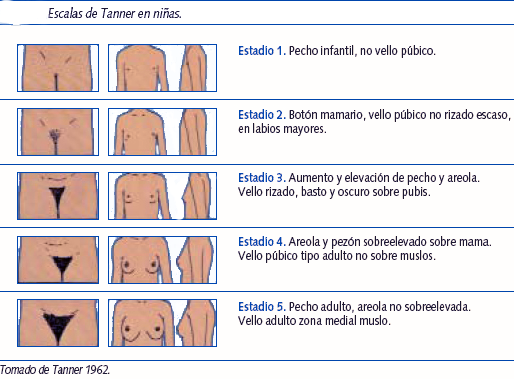 Escalas de Tanner en niñas.
Estadio 1. Pecho infantil, no vello púbico.
Estadio 2. Botón mamario, vello púbico no rizado escaso,
en labios mayores.
Estadio 3. Aumento y elevación de pecho y areola.
Vello rizado, basto y oscuro sobre pubis.
Estadio 4. Areola y pezón sobreelevado sobre mama.
Vello púbico tipo adulto no sobre muslos.
Estadio 5. Pecho adulto, areola no sobreelevada.
Vello adulto zona medial muslo.
Tomado de Tanner 1962.